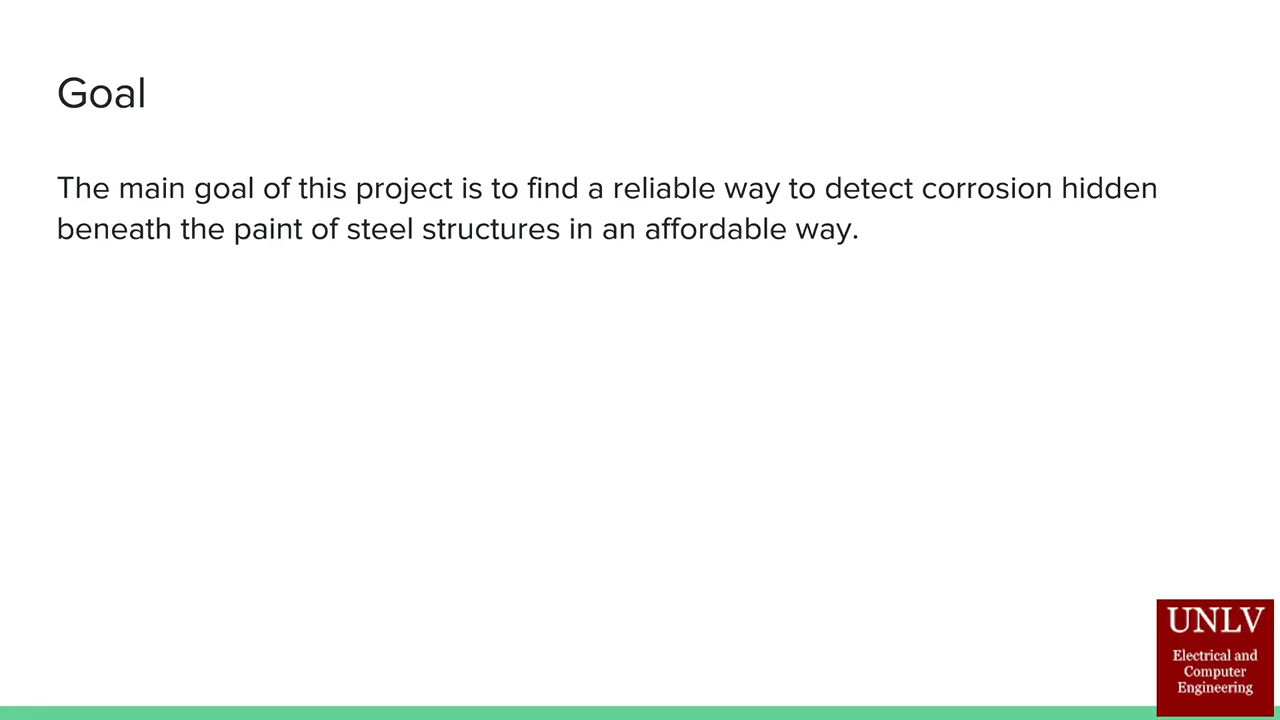 Goal
The main goal of this project is to find a reliable way to detect corrosion hidden
beneath the paint of steel structures in an affordable way.
UNLV
Electrical and
Computer
Engineering